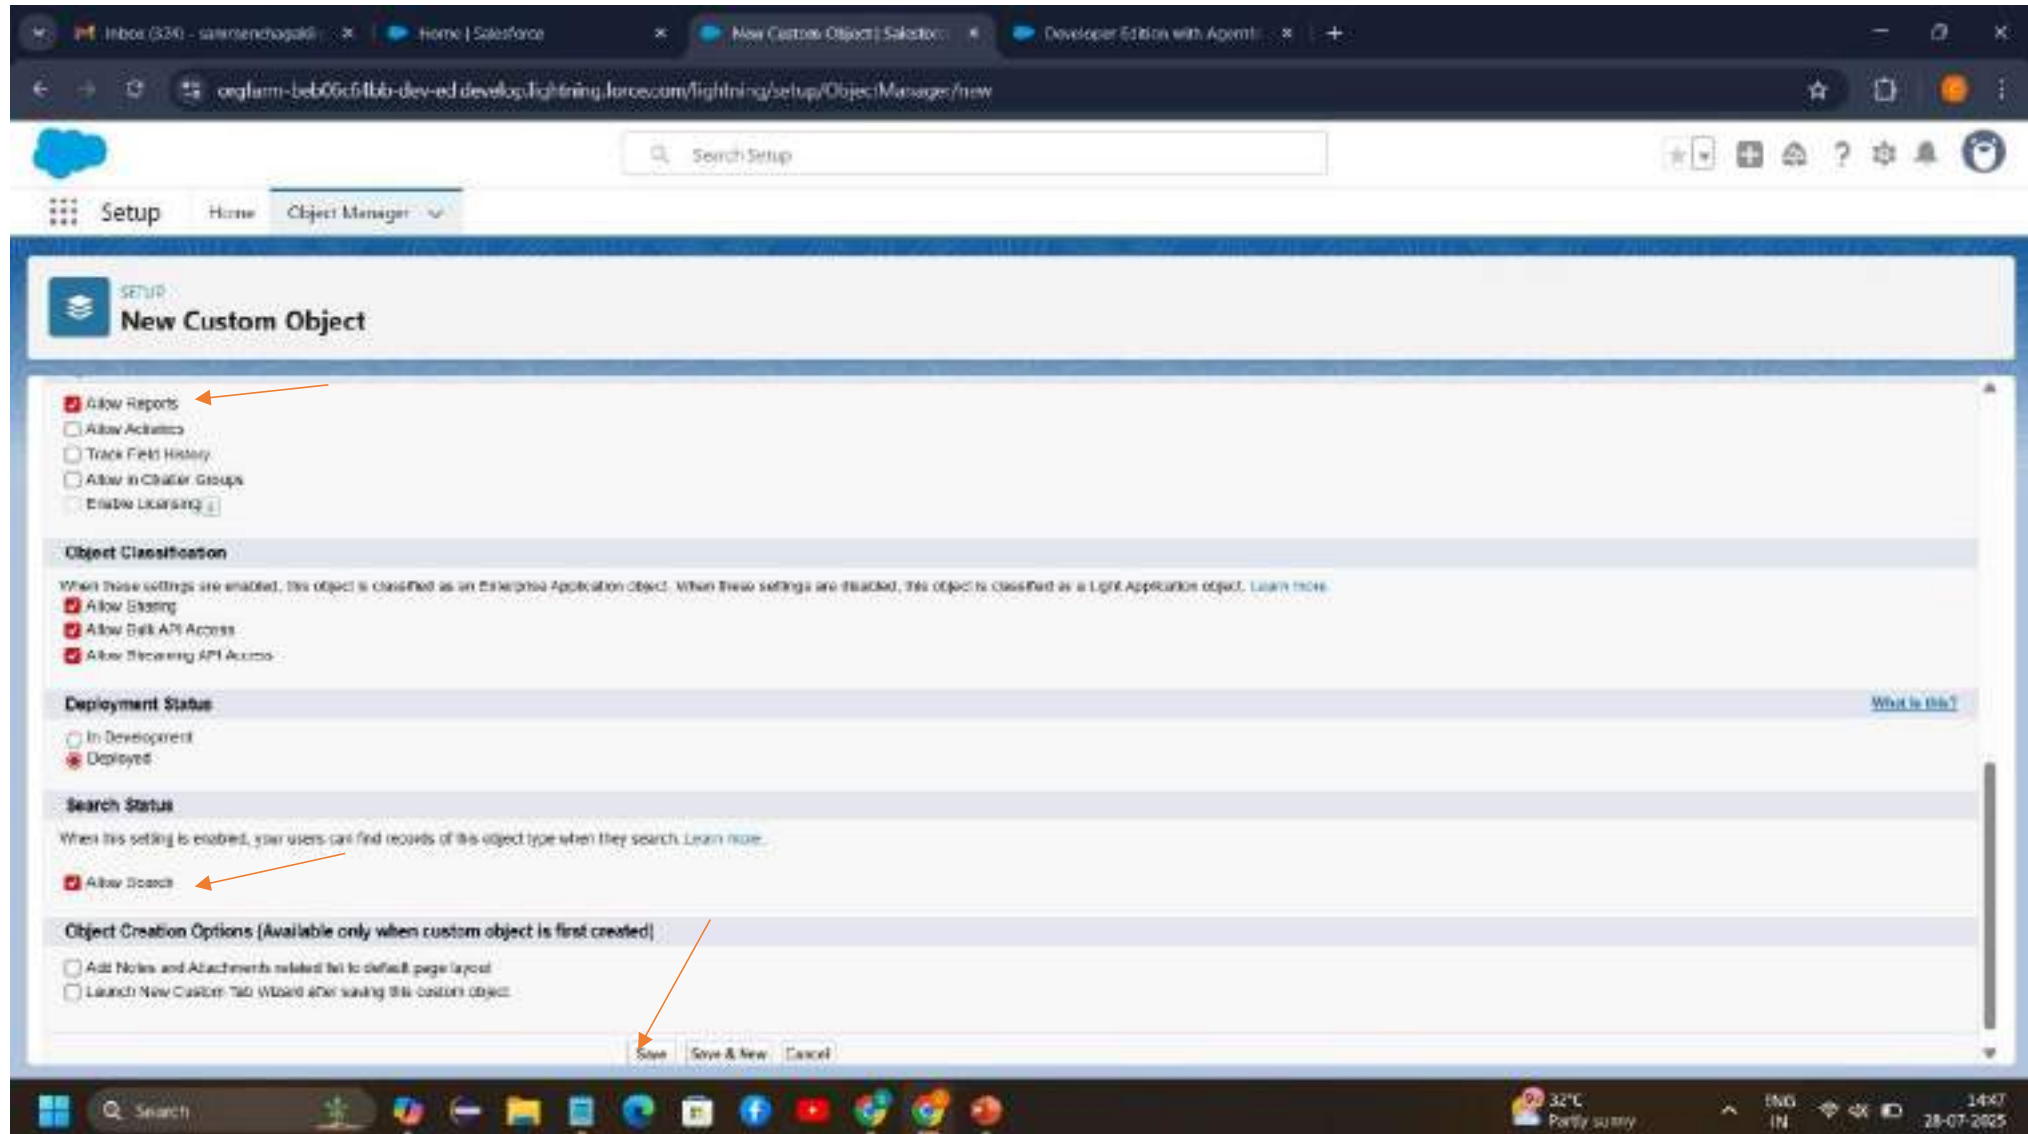 Inbox (324) - sammenchagaldi
Home | Salesforce
New Custom Object | Salesforc
Developer Edition with Agentf
orgfarm-beb06c64bb-dev-ed.develop.lightning.force.com/lightning/setup/ObjectManager/new
Search Setup
Setup
Home
Object Manager
SETUP
New Custom Object
Allow Reports
Allow Activities
Track Field History
Allow in Chatter Groups
Enable Licensing i
Object Classification
When these settings are enabled, this object is classified as an Enterprise Application object. When these settings are disabled, this object is classified as a Light Application object. Learn more.
Allow Sharing
Allow Bulk API Access
Allow Streaming API Access
Deployment Status
What is this?
In Development
Deployed
Search Status
When this setting is enabled, your users can find records of this object type when they search. Learn more.
Allow Search
Object Creation Options (Available only when custom object is first created)
Add Notes and Attachments related list to default page layout
Launch New Custom Tab Wizard after saving this custom object
Save
Save & New
Cancel
Search
32°C
Partly sunny
ENG
IN
14:47
28-07-2025